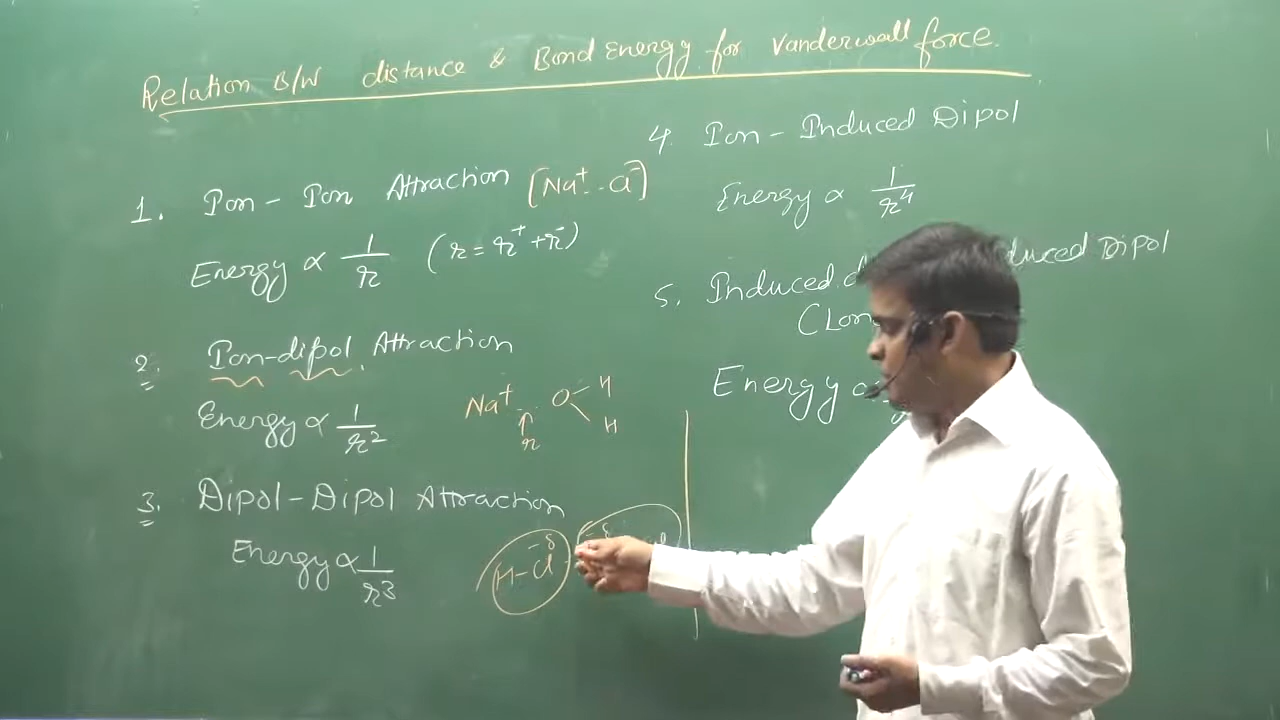 Relation B/W distance & Bond Energy for Vanderwall force.
1. Ion - Ion Attraction [Na⁺ - Cl⁻]
Energy ∝ 1/r (r = r⁺ + r⁻)
2. Ion-dipol Attraction
Energy ∝ 1/r²
Na⁺ O H
H
r
3. Dipol - Dipol Attraction
Energy ∝ 1/r³
H - Cl δ⁻
δ
4. Ion - Induced Dipol
Energy ∝ 1/r⁴
5. Induced Dipol
Energy